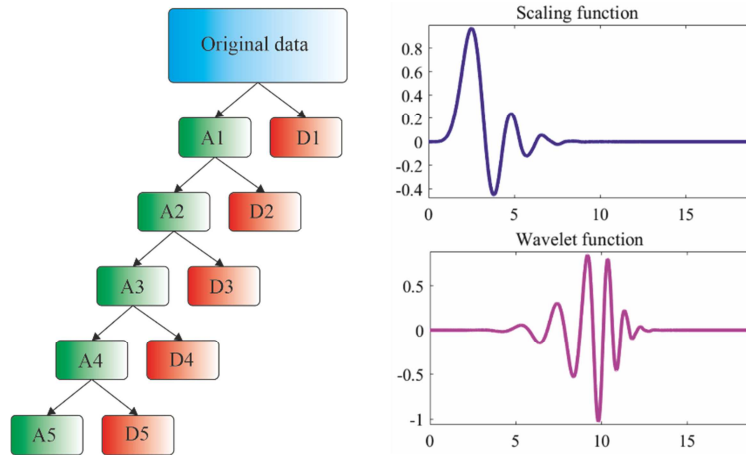 Original data
A1
D1
A2
D2
A3
D3
A4
D4
A5
D5
Scaling function
0.8
0.6
0.4
0.2
0
-0.2
-0.4
0
5
10
15
Wavelet function
0.5
0
-0.5
-1
0
5
10
15